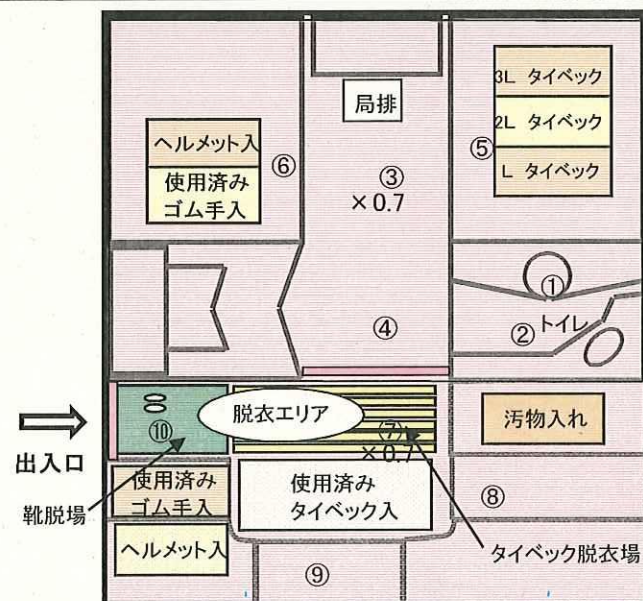 局排
3L タイベック
2L タイベック
L タイベック
⑤
ヘルメット入
使用済み
ゴム手入
⑥
③
×0.7
①
② トイレ
④
出入口
⑩
脱衣エリア
⑦
×0.7
汚物入れ
靴脱場
使用済み
ゴム手入
使用済み
タイベック入
⑧
ヘルメット入
⑨
タイベック脱衣場